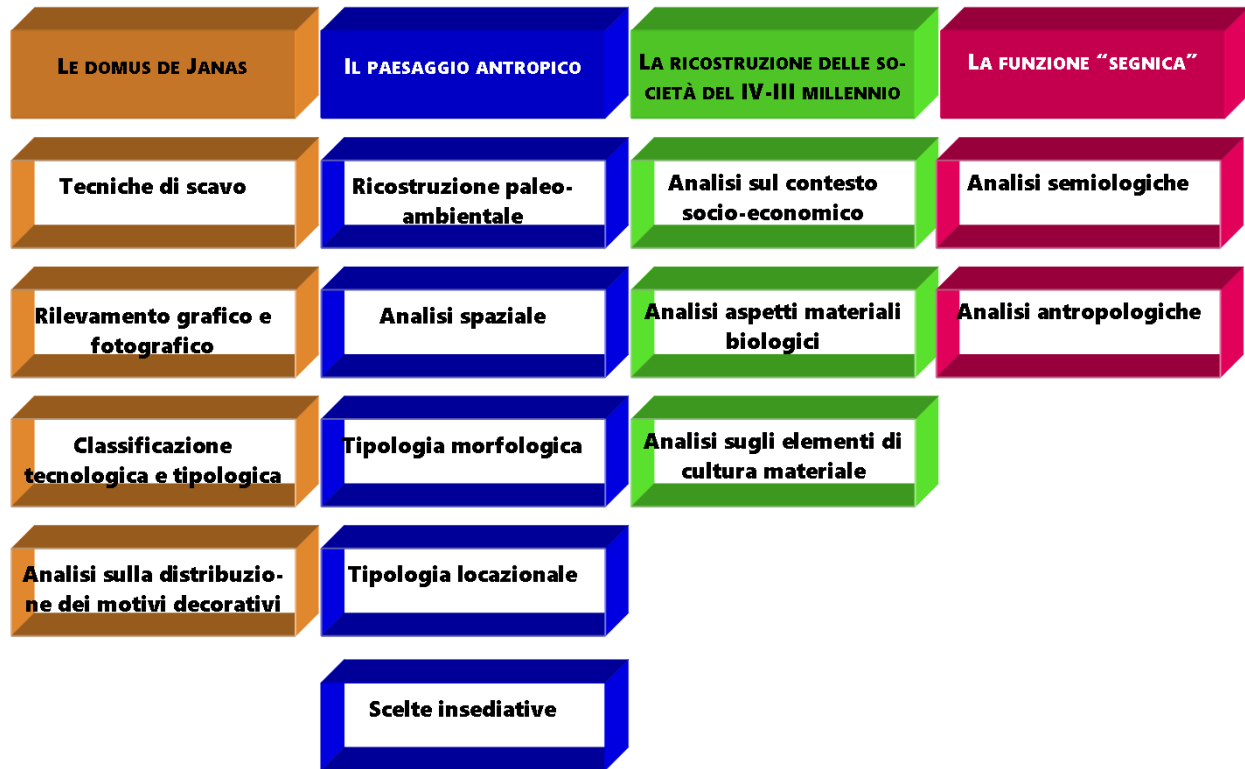 LE DOMUS DE JANAS
Tecniche di scavo
Rilevamento grafico e
fotografico
Classificazione
tecnologica e tipologica
Analisi sulla distribuzio-
ne dei motivi decorativi
IL PAESAGGIO ANTROPICO
Ricostruzione paleo-
ambientale
Analisi spaziale
Tipologia morfologica
Tipologia locazionale
Scelte insediative
LA RICOSTRUZIONE DELLE SO-
CIETÀ DEL IV-III MILLENNIO
Analisi sul contesto
socio-economico
Analisi aspetti materiali
biologici
Analisi sugli elementi di
cultura materiale
LA FUNZIONE “SEGNICA”
Analisi semiologiche
Analisi antropologiche